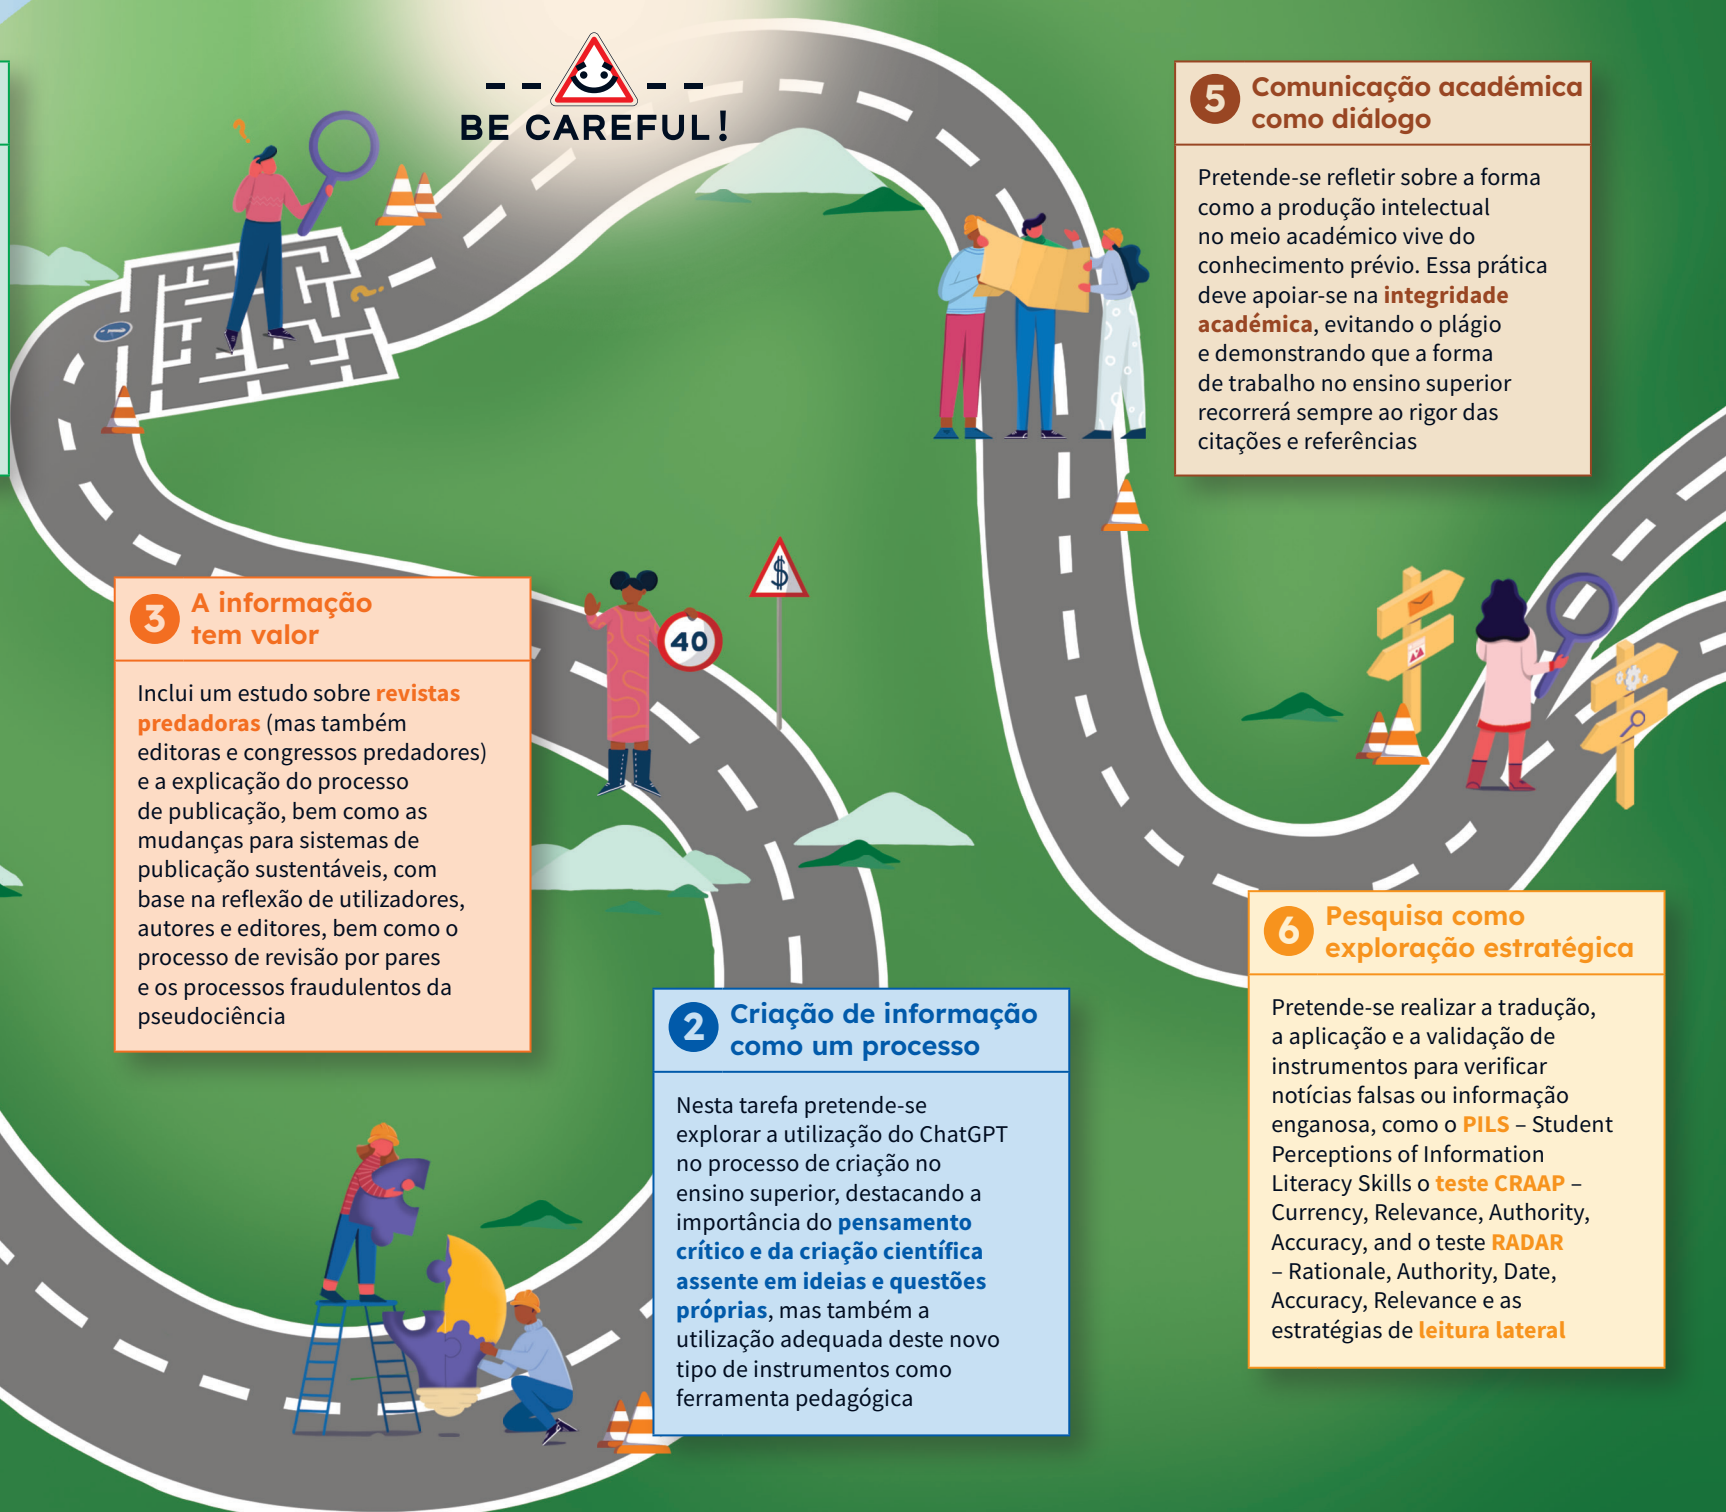 BE CAREFUL!
5 Comunicação académica
como diálogo
Pretende-se refletir sobre a forma
como a produção intelectual
no meio académico vive do
conhecimento prévio. Essa prática
deve apoiar-se na integridade
académica, evitando o plágio
e demonstrando que a forma
de trabalho no ensino superior
recorrerá sempre ao rigor das
citações e referências
$
40
3 A informação
tem valor
Inclui um estudo sobre revistas
predadoras (mas também
editoras e congressos predadores)
e a explicação do processo
de publicação, bem como as
mudanças para sistemas de
publicação sustentáveis, com
base na reflexão de utilizadores,
autores e editores, bem como o
processo de revisão por pares
e os processos fraudulentos da
pseudociência
2 Criação de informação
como um processo
Nesta tarefa pretende-se
explorar a utilização do ChatGPT
no processo de criação no
ensino superior, destacando a
importância do pensamento
crítico e da criação científica
assente em ideias e questões
próprias, mas também a
utilização adequada deste novo
tipo de instrumentos como
ferramenta pedagógica
6 Pesquisa como
exploração estratégica
Pretende-se realizar a tradução,
a aplicação e a validação de
instrumentos para verificar
notícias falsas ou informação
enganosa, como o PILS – Student
Perceptions of Information
Literacy Skills o teste CRAAP –
Currency, Relevance, Authority,
Accuracy, and o teste RADAR
– Rationale, Authority, Date,
Accuracy, Relevance e as
estratégias de leitura lateral